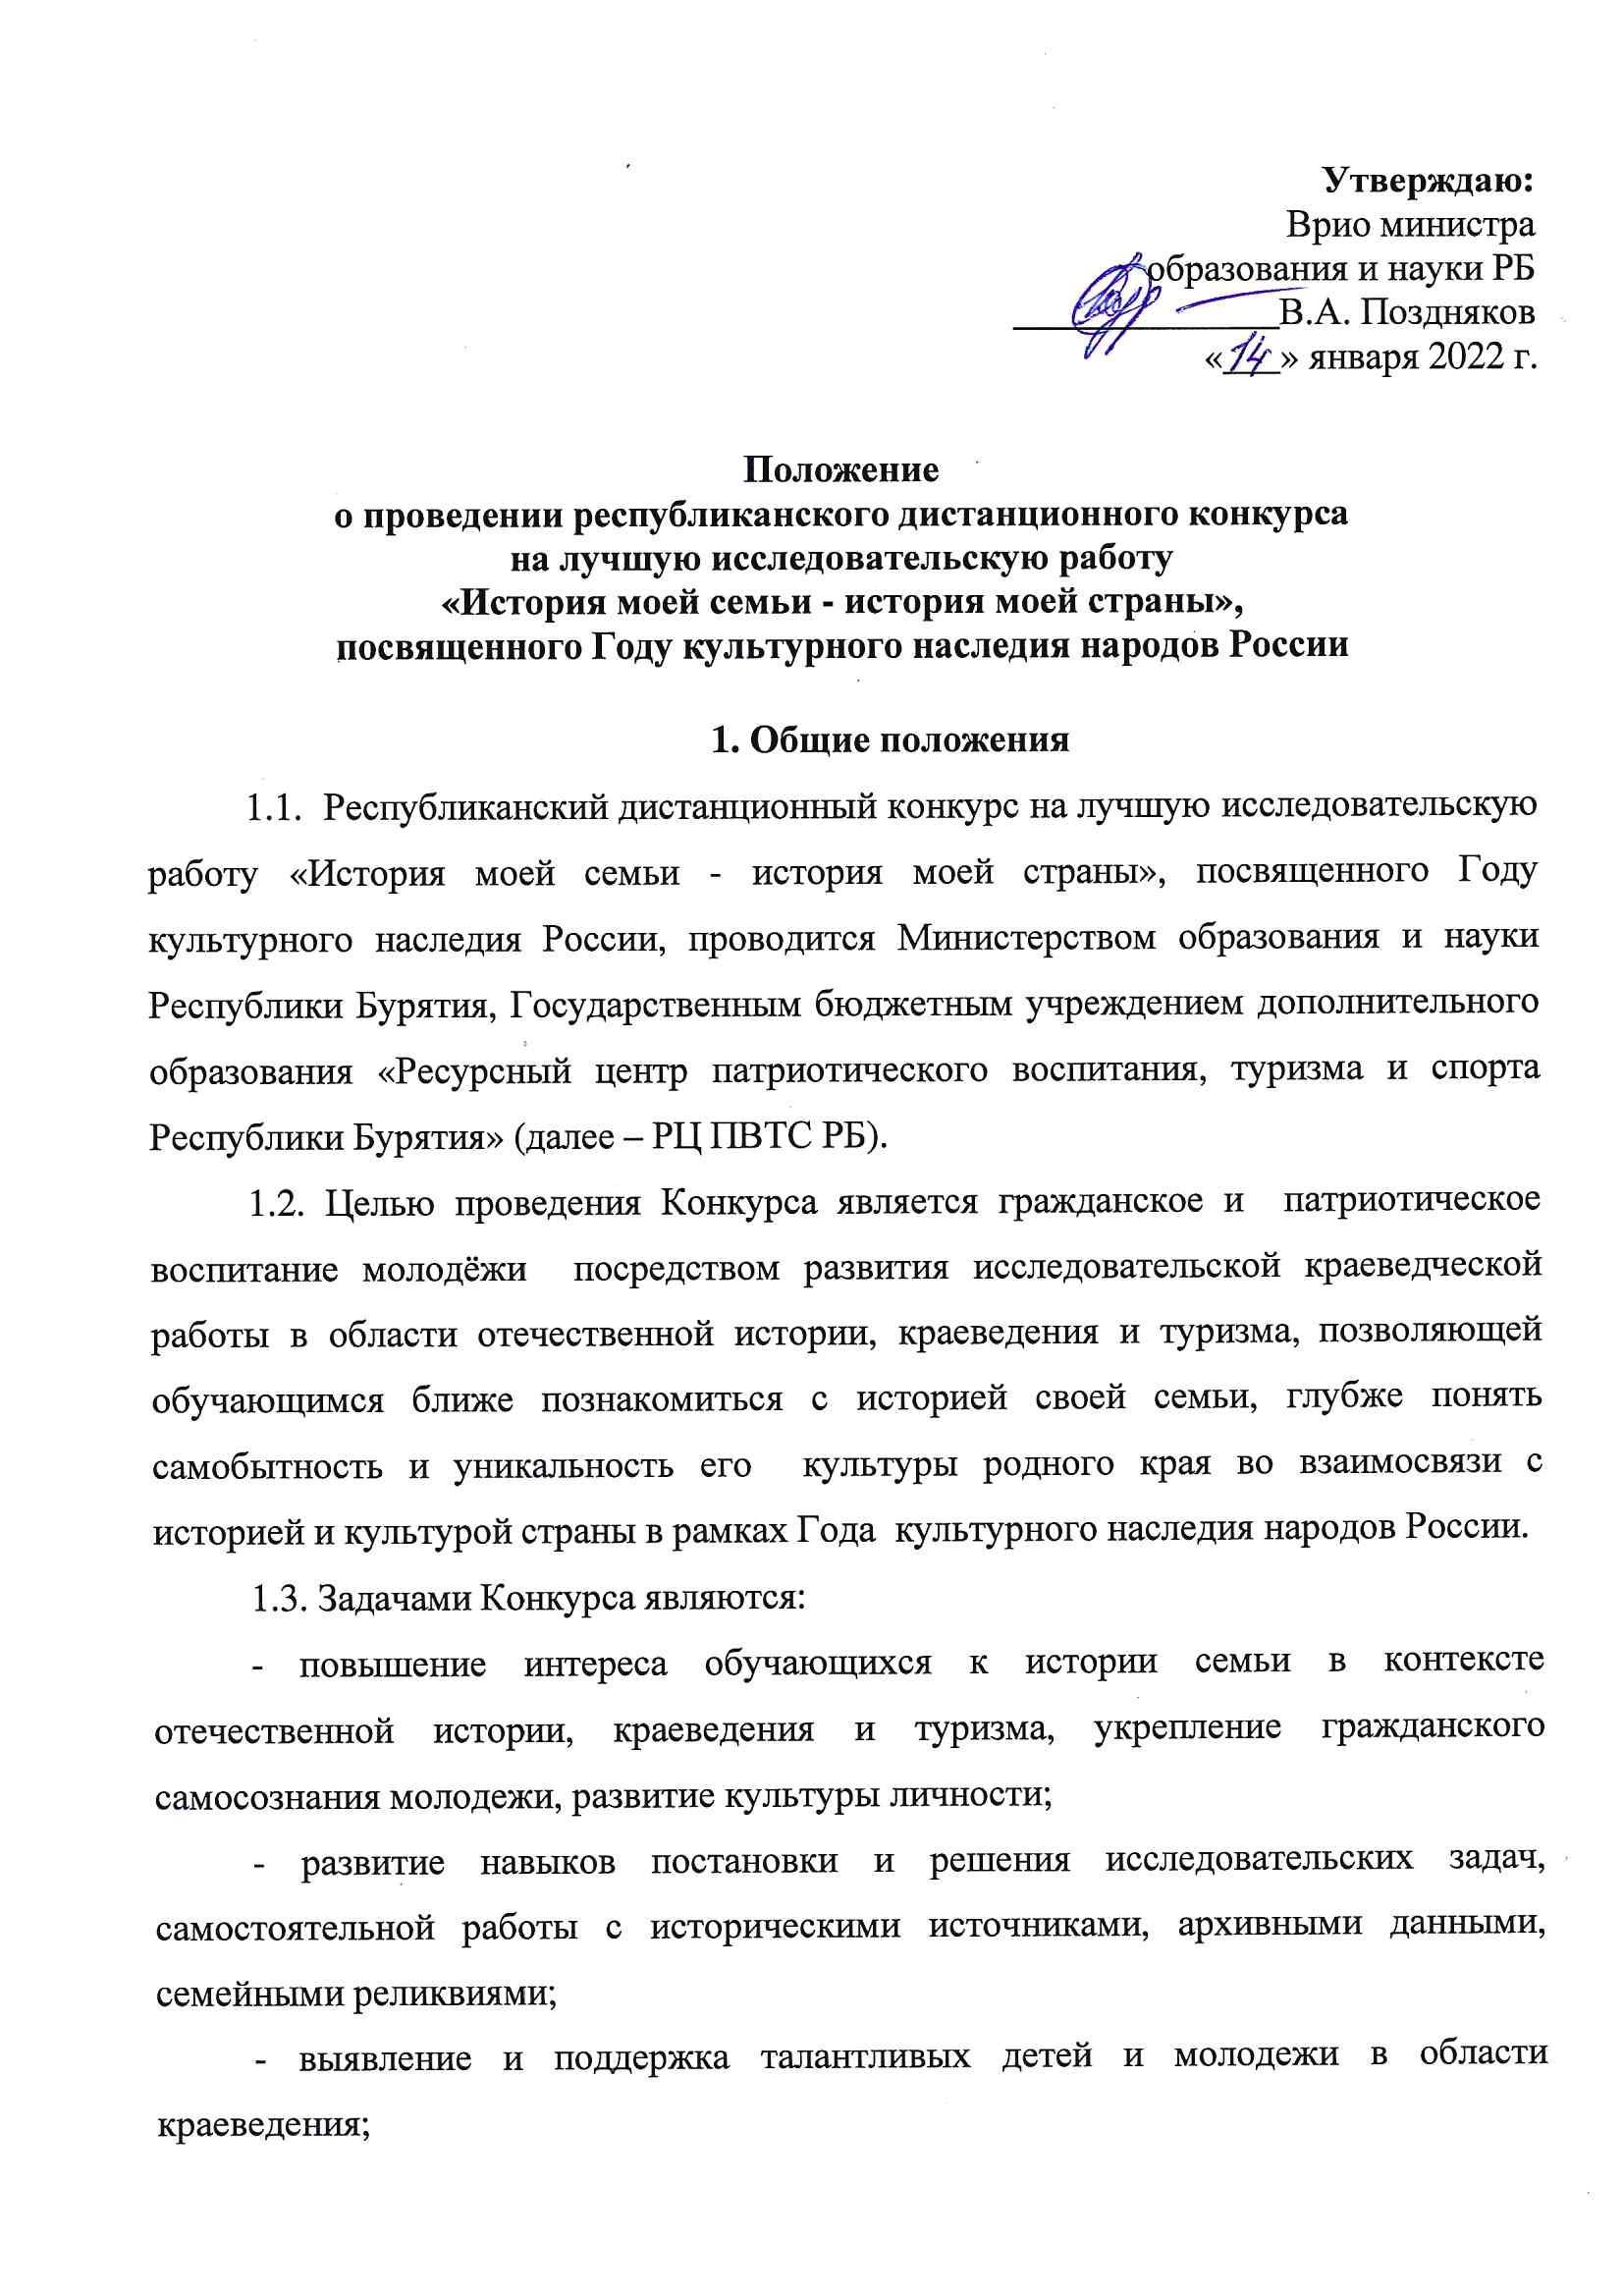 Утверждаю:
Врио министра
образования и науки РБ
______________В.А. Поздняков
«14» января 2022 г.
Положение
о проведении республиканского дистанционного конкурса
на лучшую исследовательскую работу
«История моей семьи - история моей страны»,
посвященного Году культурного наследия народов России
1. Общие положения
1.1. Республиканский дистанционный конкурс на лучшую исследовательскую
работу «История моей семьи - история моей страны», посвященного Году
культурного наследия России, проводится Министерством образования и науки
Республики Бурятия, Государственным бюджетным учреждением дополнительного
образования «Ресурсный центр патриотического воспитания, туризма и спорта
Республики Бурятия» (далее – РЦ ПВТС РБ).
1.2. Целью проведения Конкурса является гражданское и патриотическое
воспитание молодёжи посредством развития исследовательской краеведческой
работы в области отечественной истории, краеведения и туризма, позволяющей
обучающимся ближе познакомиться с историей своей семьи, глубже понять
самобытность и уникальность его культуры родного края во взаимосвязи с
историей и культурой страны в рамках Года культурного наследия народов России.
1.3. Задачами Конкурса являются:
- повышение интереса обучающихся к истории семьи в контексте
отечественной истории, краеведения и туризма, укрепление гражданского
самосознания молодежи, развитие культуры личности;
- развитие навыков постановки и решения исследовательских задач,
самостоятельной работы с историческими источниками, архивными данными,
семейными реликвиями;
- выявление и поддержка талантливых детей и молодежи в области
краеведения;